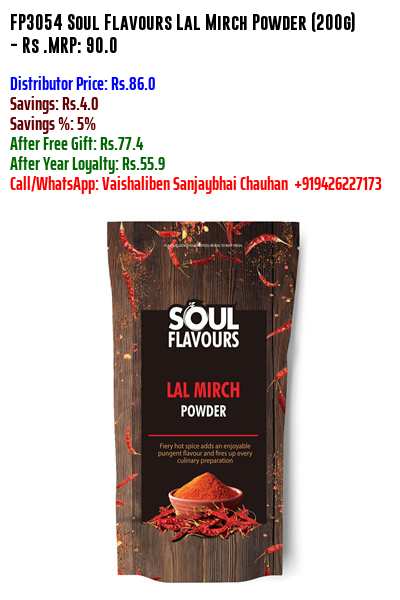 FP3054 Soul Flavours Lal Mirch Powder (200g)
- Rs .MRP: 90.0
Distributor Price: Rs.86.0
Savings: Rs.4.0
Savings %: 5%
After Free Gift: Rs.77.4
After Year Loyalty: Rs.55.9
Call/WhatsApp: Vaishaliben Sanjaybhai Chauhan +919426227173
SOUL
FLAVOURS
LAL MIRCH
POWDER
Fiery hot spice adds an enjoyable
pungent flavour and fires up every
culinary preparation